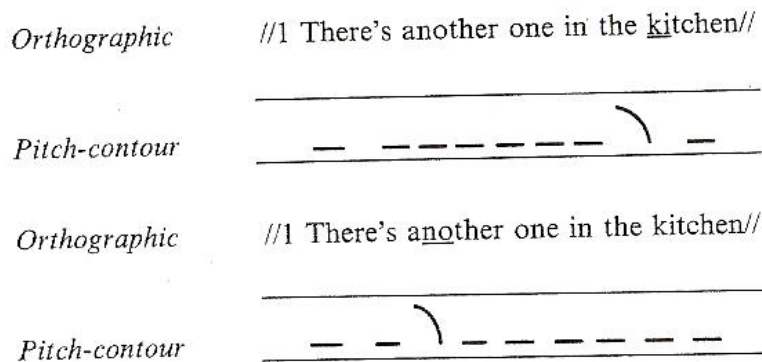 Orthographic //1 There's another one in the kitchen//
Pitch-contour
Orthographic //1 There's another one in the kitchen//
Pitch-contour